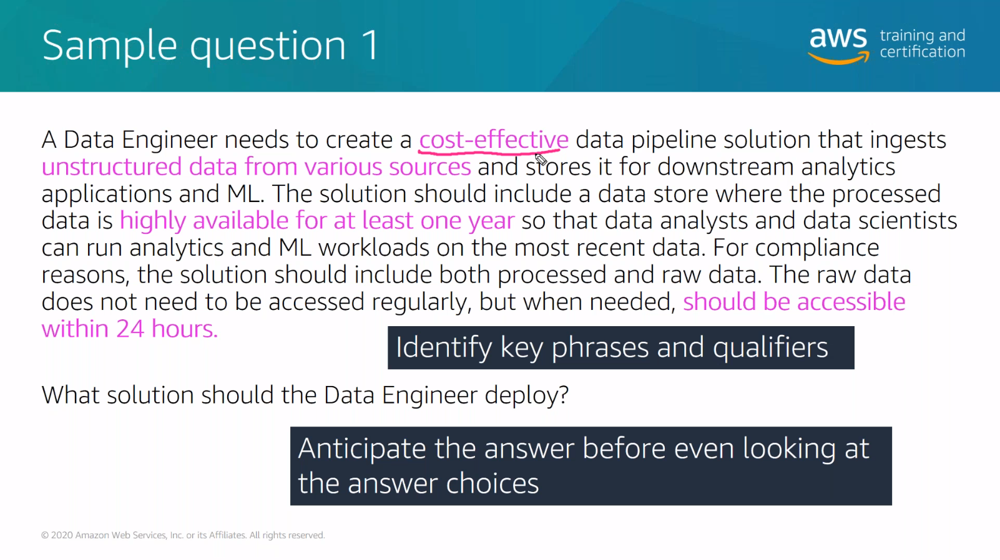 Sample question 1
aws training and
certification
A Data Engineer needs to create a cost-effective data pipeline solution that ingests
unstructured data from various sources and stores it for downstream analytics
applications and ML. The solution should include a data store where the processed
data is highly available for at least one year so that data analysts and data scientists
can run analytics and ML workloads on the most recent data. For compliance
reasons, the solution should include both processed and raw data. The raw data
does not need to be accessed regularly, but when needed, should be accessible
within 24 hours.
Identify key phrases and qualifiers
What solution should the Data Engineer deploy?
Anticipate the answer before even looking at
the answer choices
© 2020 Amazon Web Services, Inc. or its Affiliates. All rights reserved.